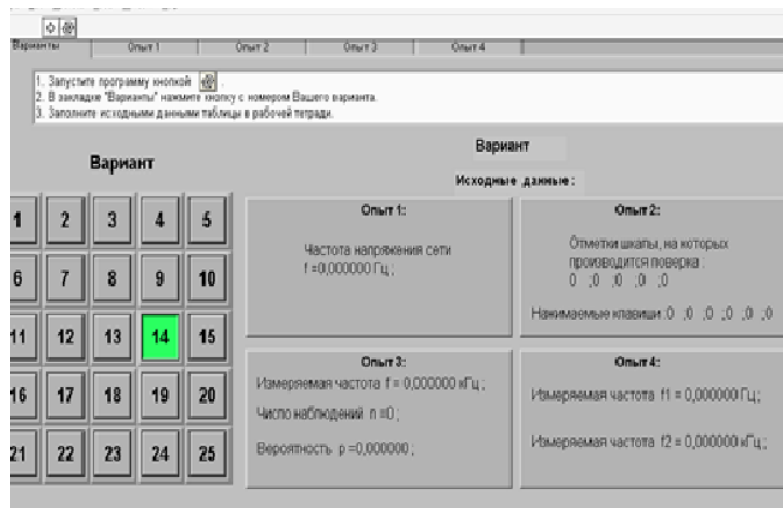 Варианты Опыт 1 Опыт 2 Опыт 3 Опыт 4
1. Запустите программу кнопкой .
2. В закладке "Варианты" нажмите кнопку с номером Вашего варианта.
3. Заполните исходными данными таблицы в рабочей тетради.
Вариант
1 2 3 4 5
6 7 8 9 10
11 12 13 14 15
16 17 18 19 20
21 22 23 24 25
Вариант
Исходные данные:
Опыт 1:
Частота напряжения сети
f =0,000000 Гц;
Опыт 2:
Отметки шкалы, на которых
производится поверка :
0 ;0 ;0 ;0 ;0
Нажимаемые клавиши :0 ;0 ;0 ;0 ;0 ;0
Опыт 3:
Измеряемая частота f = 0,000000 кГц;
Число наблюдений n =0;
Вероятность p =0,000000;
Опыт 4:
Измеряемая частота f1 = 0,000000 Гц;
Измеряемая частота f2 = 0,000000 кГц;